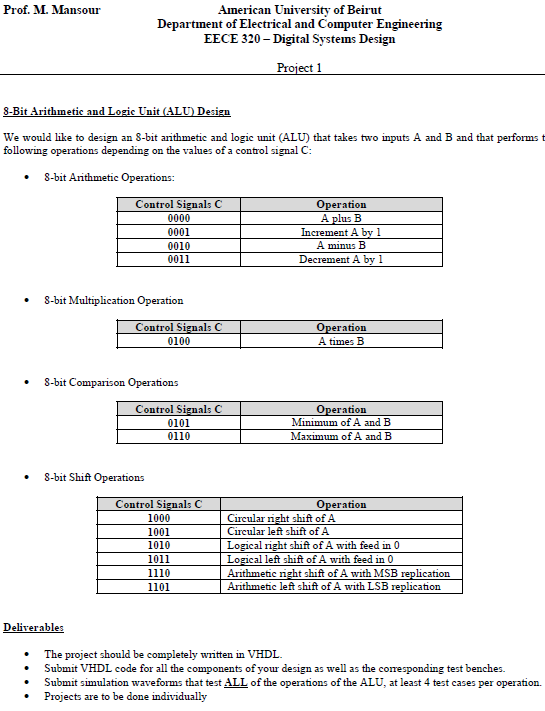 Prof. M. Mansour
American University of Beirut
Department of Electrical and Computer Engineering
EECE 320 – Digital Systems Design
Project 1
8-Bit Arithmetic and Logic Unit (ALU) Design
We would like to design an 8-bit arithmetic and logic unit (ALU) that takes two inputs A and B and that performs t
following operations depending on the values of a control signal C:
• 8-bit Arithmetic Operations:
Control Signals C Operation
0000 A plus B
0001 Increment A by 1
0010 A minus B
0011 Decrement A by 1
• 8-bit Multiplication Operation
Control Signals C Operation
0100 A times B
• 8-bit Comparison Operations
Control Signals C Operation
0101 Minimum of A and B
0110 Maximum of A and B
• 8-bit Shift Operations
Control Signals C Operation
1000 Circular right shift of A
1001 Circular left shift of A
1010 Logical right shift of A with feed in 0
1011 Logical left shift of A with feed in 0
1110 Arithmetic right shift of A with MSB replication
1101 Arithmetic left shift of A with LSB replication
Deliverables
• The project should be completely written in VHDL.
• Submit VHDL code for all the components of your design as well as the corresponding test benches.
• Submit simulation waveforms that test ALL of the operations of the ALU, at least 4 test cases per operation.
• Projects are to be done individually